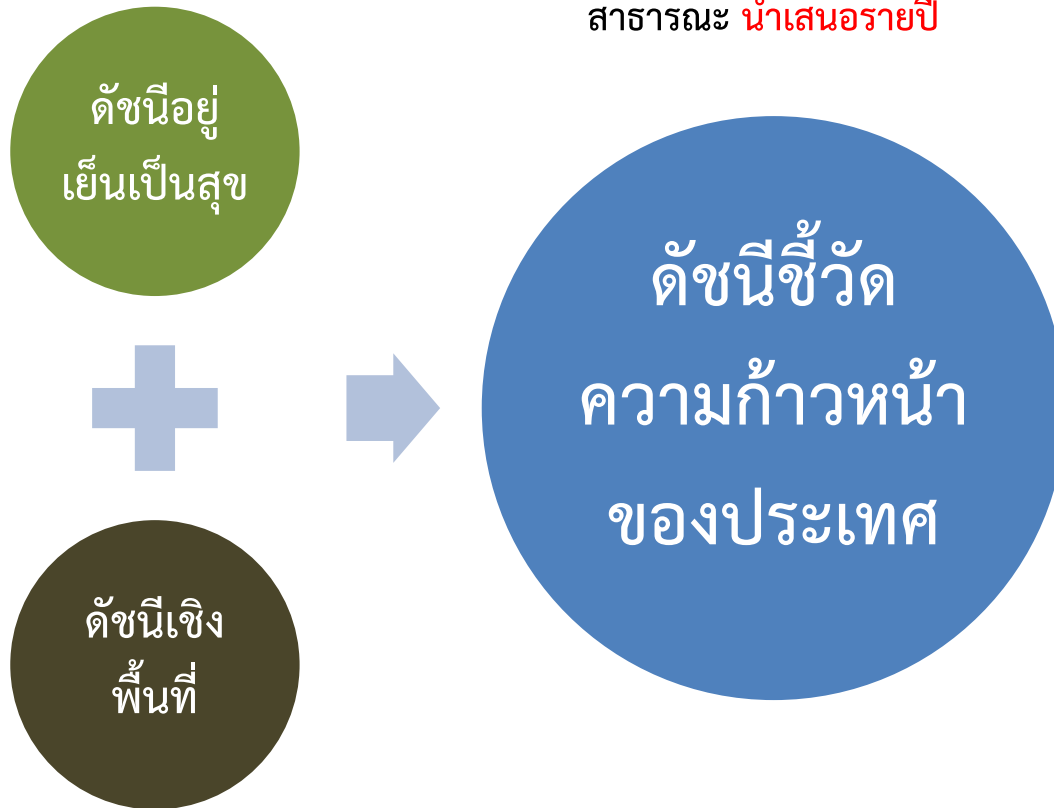 สาธารณะ นำเสนอรายปี
ดัชนีอยู่
เย็นเป็นสุข
ดัชนีชี้วัด
ความก้าวหน้า
ของประเทศ
ดัชนีเชิง
พื้นที่